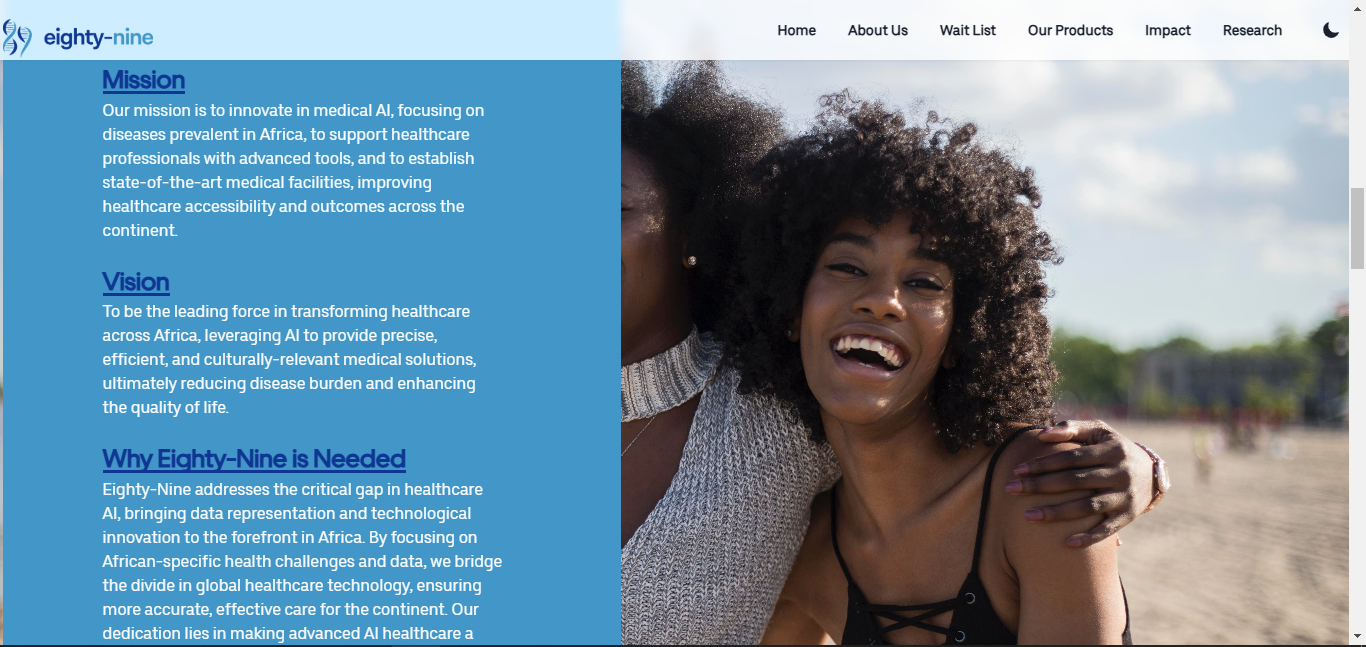 eighty-nine
Home About Us Wait List Our Products Impact Research
Mission
Our mission is to innovate in medical AI, focusing on
diseases prevalent in Africa, to support healthcare
professionals with advanced tools, and to establish
state-of-the-art medical facilities, improving
healthcare accessibility and outcomes across the
continent.
Vision
To be the leading force in transforming healthcare
across Africa, leveraging AI to provide precise,
efficient, and culturally-relevant medical solutions,
ultimately reducing disease burden and enhancing
the quality of life.
Why Eighty-Nine is Needed
Eighty-Nine addresses the critical gap in healthcare
AI, bringing data representation and technological
innovation to the forefront in Africa. By focusing on
African-specific health challenges and data, we bridge
the divide in global healthcare technology, ensuring
more accurate, effective care for the continent. Our
dedication lies in making advanced AI healthcare a